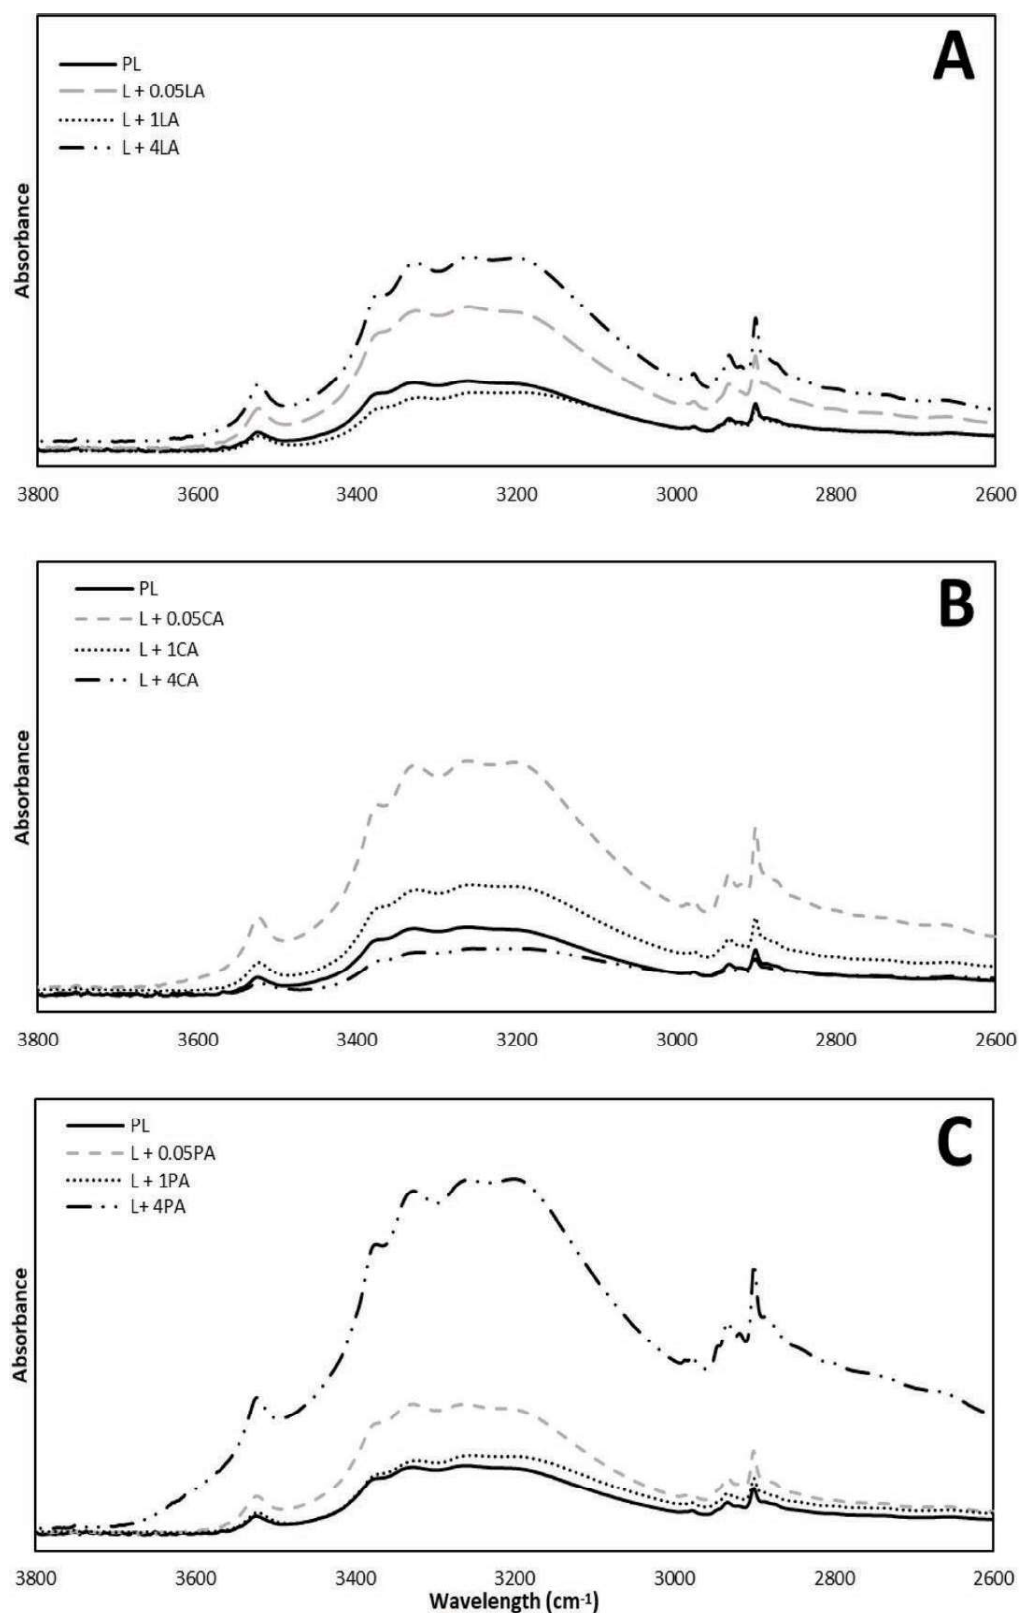 A
PL
L + 0.05LA
L + 1LA
L + 4LA
Absorbance
3800 3600 3400 3200 3000 2800 2600
B
PL
L + 0.05CA
L + 1CA
L + 4CA
Absorbance
3800 3600 3400 3200 3000 2800 2600
C
PL
L + 0.05PA
L + 1PA
L+ 4PA
Absorbance
3800 3600 3400 3200 3000 2800 2600
Wavelength (cm⁻¹)